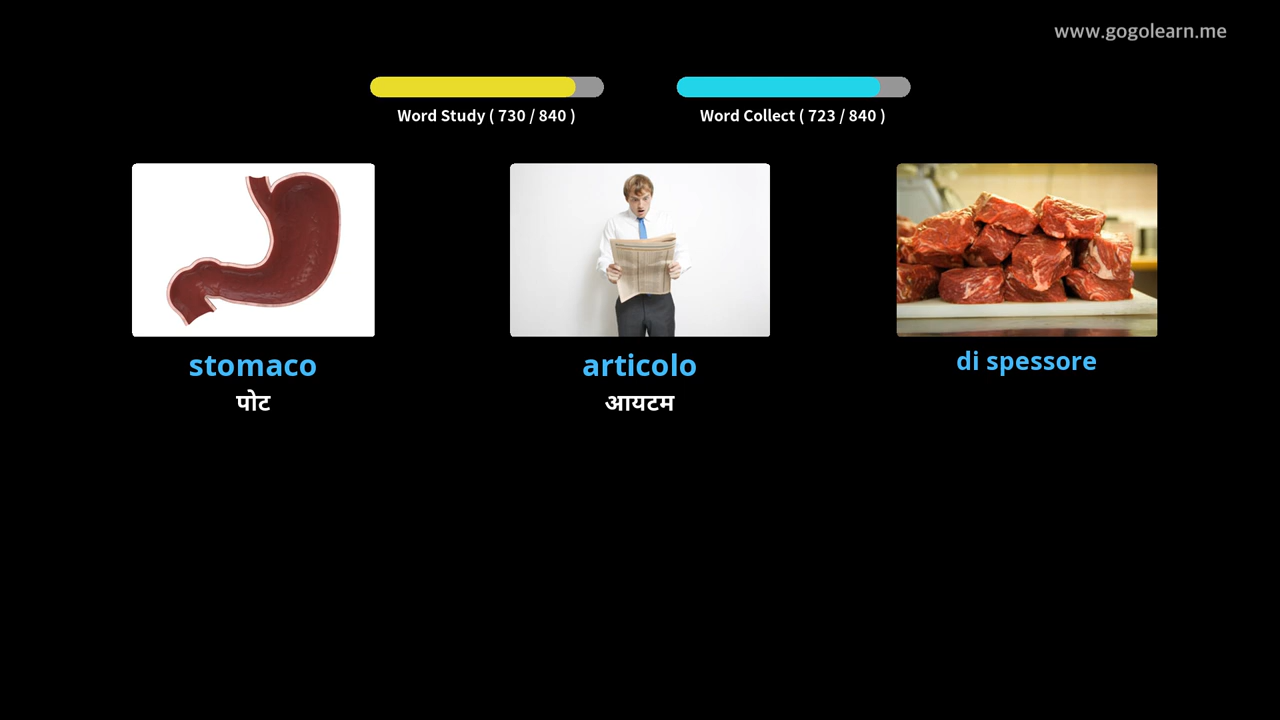 www.gogolearn.me
Word Study ( 730 / 840 )
Word Collect ( 723 / 840 )
stomaco
articolo
di spessore
पोट
आयटम